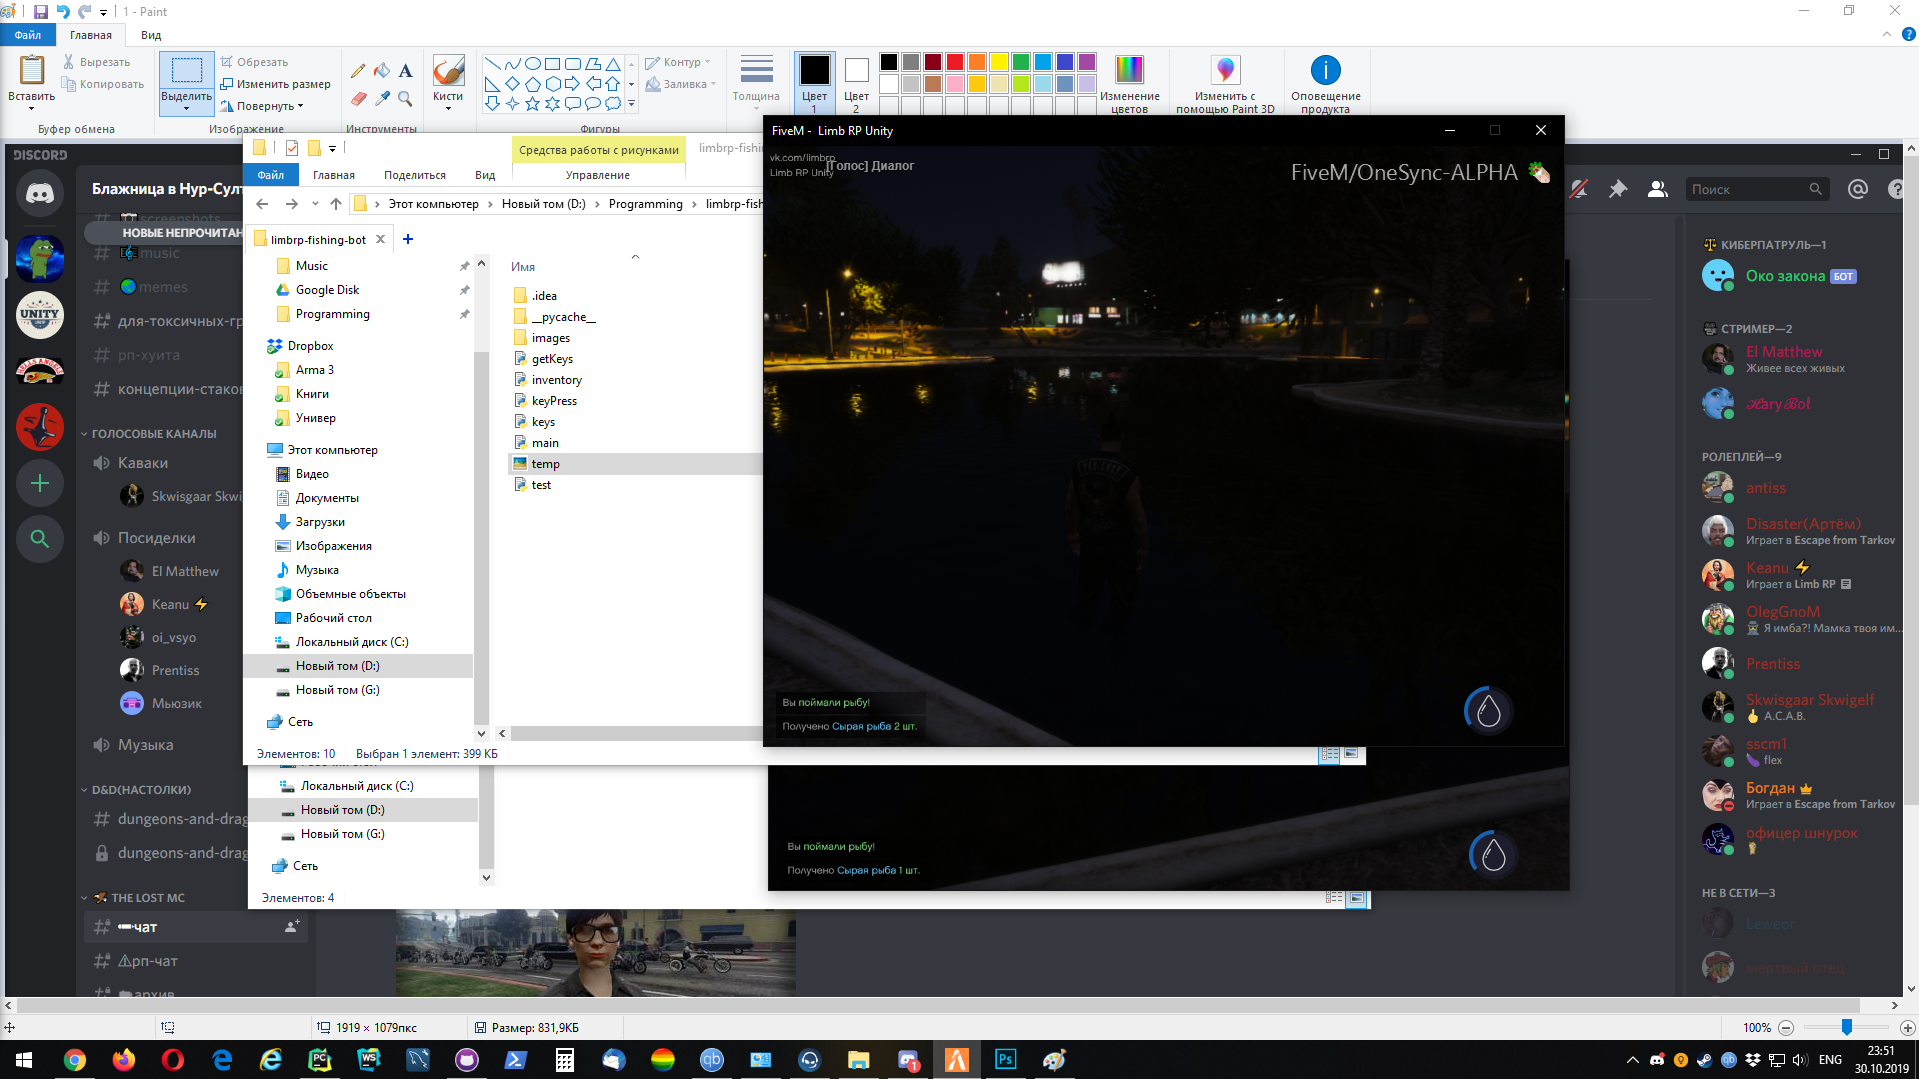 1 - Paint
Файл
Главная
Вид
Вставить
Вырезать
Копировать
Буфер обмена
Выделить
Обрезать
Изменить размер
Повернуть
Изображение
A
Инструменты
Кисти
Фигуры
Контур
Заливка
Толщина
Цвет 1
Цвет 2
Изменение цветов
Изменить с помощью Paint 3D
Оповещение продукта
DISCORD
Блажница в Нур-Султ
screenshots
НОВЫЕ НЕПРОЧИТАН
music
memes
для-токсичных-гр
рп-хуита
концепции-стаков
ГОЛОСОВЫЕ КАНАЛЫ
Каваки
Skwisgaar Skwi
Посиделки
El Matthew
Keanu
oi_vsyo
Prentiss
Мьюзик
Музыка
D&D(НАСТОЛКИ)
dungeons-and-drag
dungeons-and-drag
THE LOST MC
чат
рп-чат
архив
UNITY
Средства работы с рисунками
limbrp-fishin
Файл
Главная
Поделиться
Вид
Управление
Этот компьютер
Новый том (D:)
Programming
limbrp-fish
limbrp-fishing-bot
Music
Google Disk
Programming
Dropbox
Arma 3
Книги
Универ
Этот компьютер
Видео
Документы
Загрузки
Изображения
Музыка
Объемные объекты
Рабочий стол
Локальный диск (C:)
Новый том (D:)
Новый том (G:)
Сеть
Имя
.idea
__pycache__
images
getKeys
inventory
keyPress
keys
main
temp
test
Элементов: 10
Выбран 1 элемент: 399 КБ
Локальный диск (C:)
Новый том (D:)
Новый том (G:)
Сеть
Элементов: 4
FiveM - Limb RP Unity
vk.com/limbrp
Limb RP Unity
[Голос] Диалог
FiveM/OneSync-ALPHA
Вы поймали рыбу!
Получено Сырая рыба 2 шт.
Вы поймали рыбу!
Получено Сырая рыба 1 шт.
Поиск
КИБЕРПАТРУЛЬ—1
Око закона БОТ
СТРИМЕР—2
El Matthew
Живее всех живых
ℋaryℬoℓ
РОЛЕПЛЕЙ—9
antiss
Disaster(Артём)
Играет в Escape from Tarkov
Keanu
Играет в Limb RP
OlegGnoM
Я имба?! Мамка твоя им...
Prentiss
Skwisgaar Skwigelf
A.C.A.B.
sscm1
flex
Богдан
Играет в Escape from Tarkov
офицер шнурок
НЕ В СЕТИ—3
Leweor
мертвый отец
1919 × 1079пкс
Размер: 831,9КБ
100%
ENG
23:51
30.10.2019